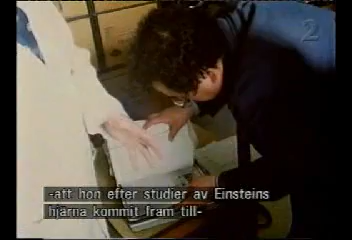 2
-att hon efter studier av Einsteins
hjärna kommit fram till-